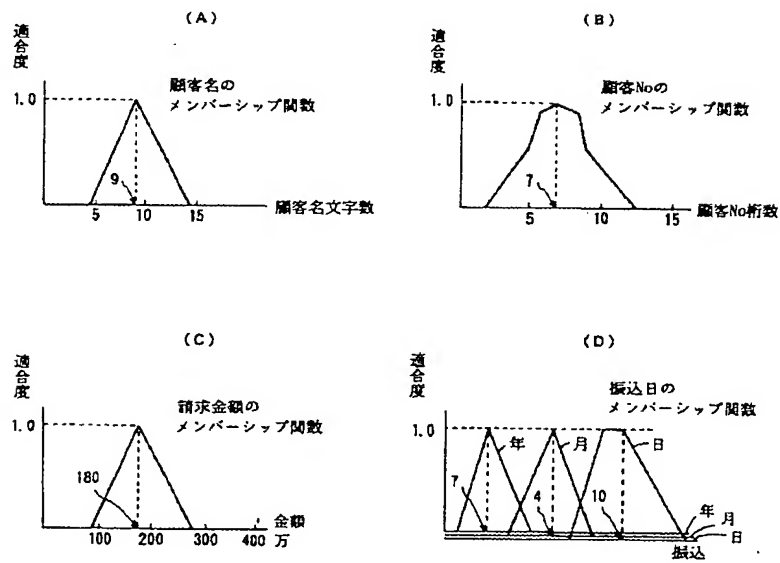 (A)
適合度
顧客名の
メンバーシップ関数
1.0
9
5 10 15 顧客名文字数
(B)
適合度
顧客Noの
メンバーシップ関数
1.0
7
5 10 15 顧客No桁数
(C)
適合度
請求金額の
メンバーシップ関数
1.0
180
100 200 300 400 金額
万
(D)
適合度
振込日の
メンバーシップ関数
1.0
年 月 日
7 4 10
年
月
日
振込